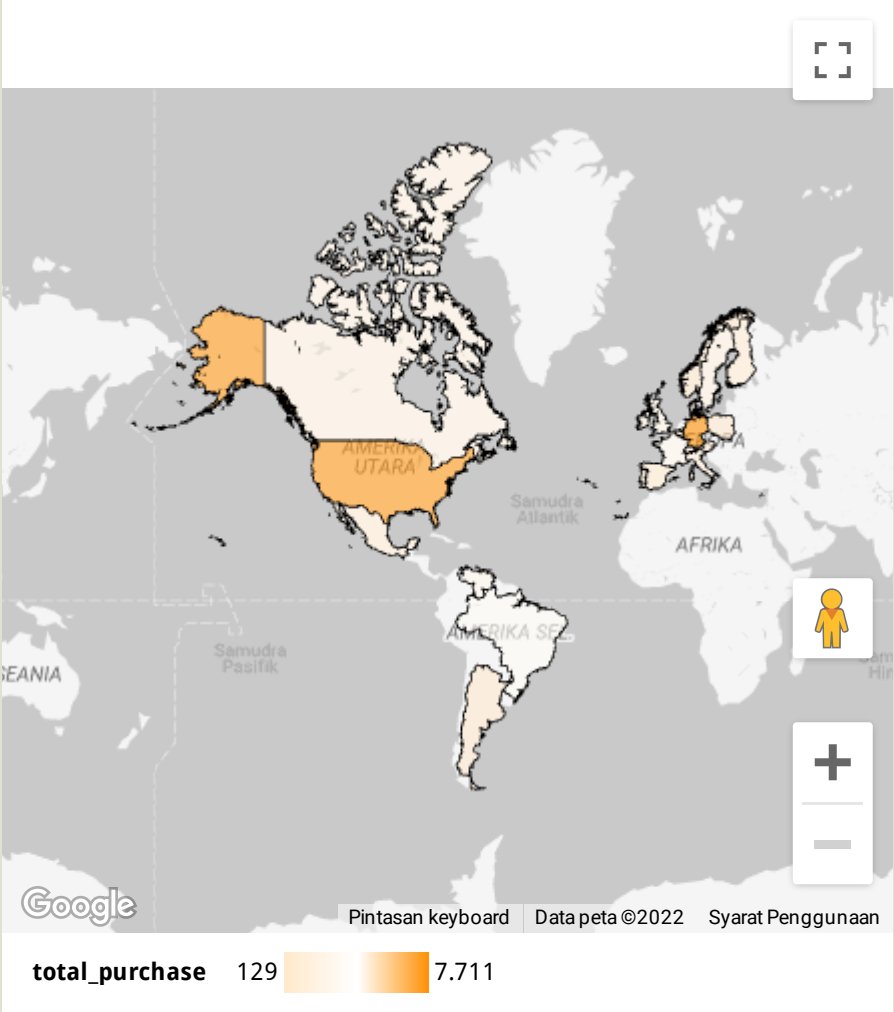 AMERIKA
UTARA
Samudra
Atlantik
AFRIKA
AMERIKA SEL.
Samudra
Pasifik
Google
Pintasan keyboard
Data peta ©2022
Syarat Penggunaan
total_purchase 129 7.711